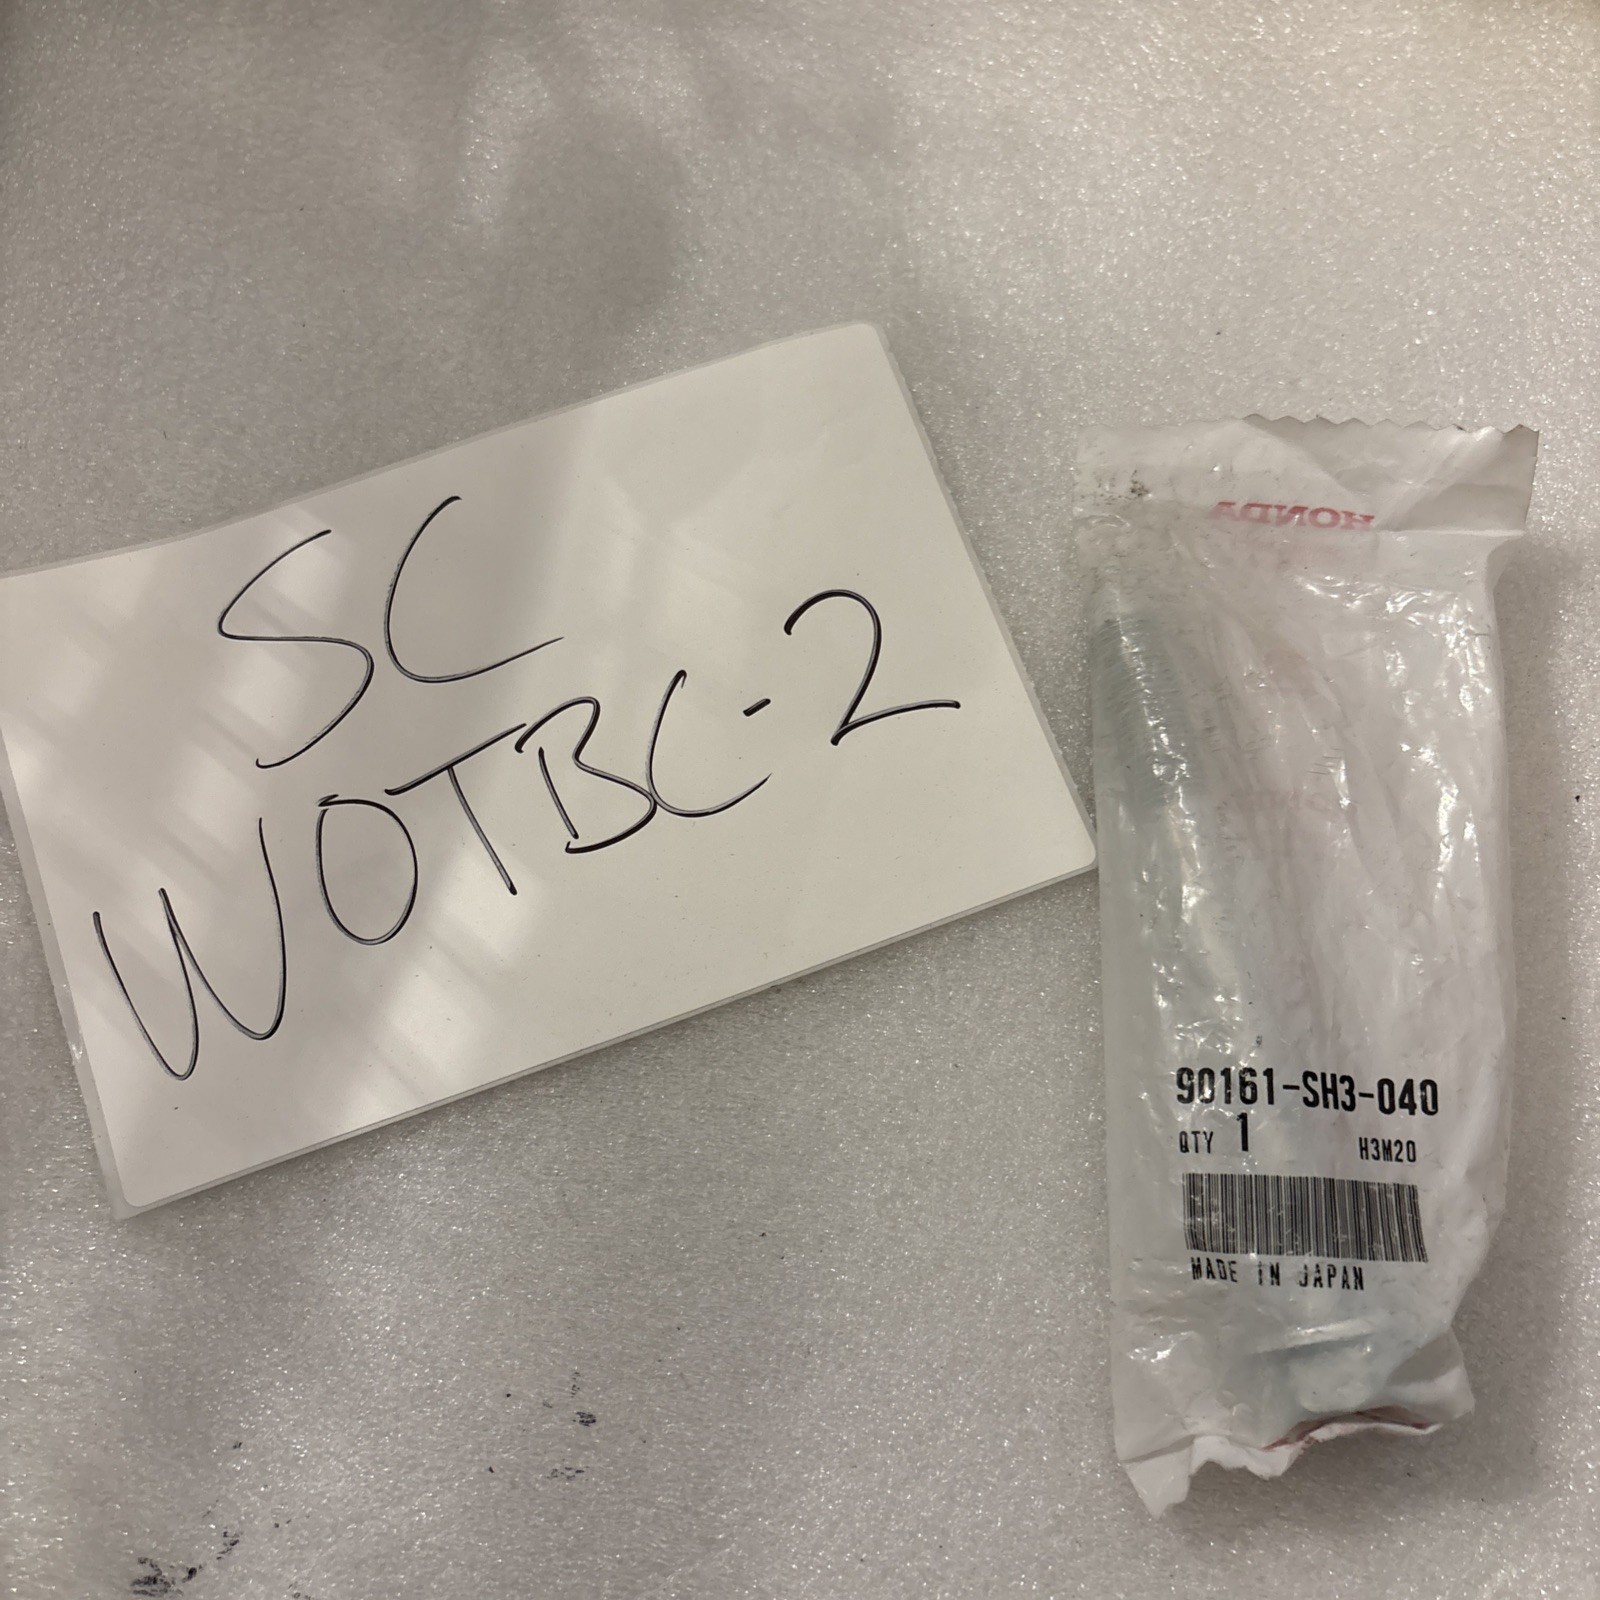 SC
WOTBC-2
HONDA
90161-SH3-040
QTY 1 H3M20
MADE IN JAPAN